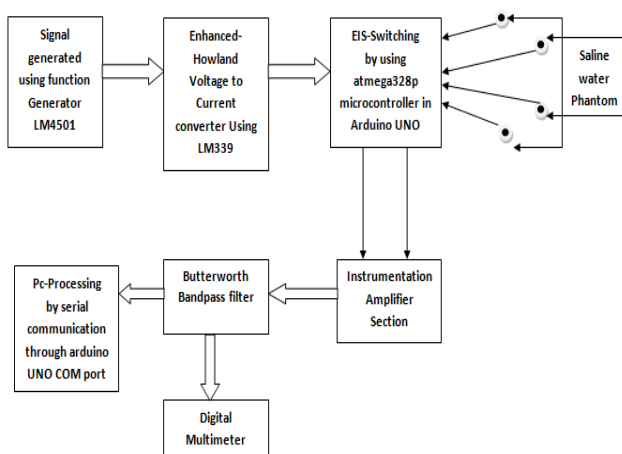 Signal
generated
using function
Generator
LM4501
Enhanced-
Howland
Voltage to
Current
converter Using
LM339
EIS-Switching
by using
atmega328p
microcontroller in
Arduino UNO
Saline
water
Phantom
Pc-Processing
by serial
communication
through arduino
UNO COM port
Butterworth
Bandpass filter
Instrumentation
Amplifier
Section
Digital
Multimeter